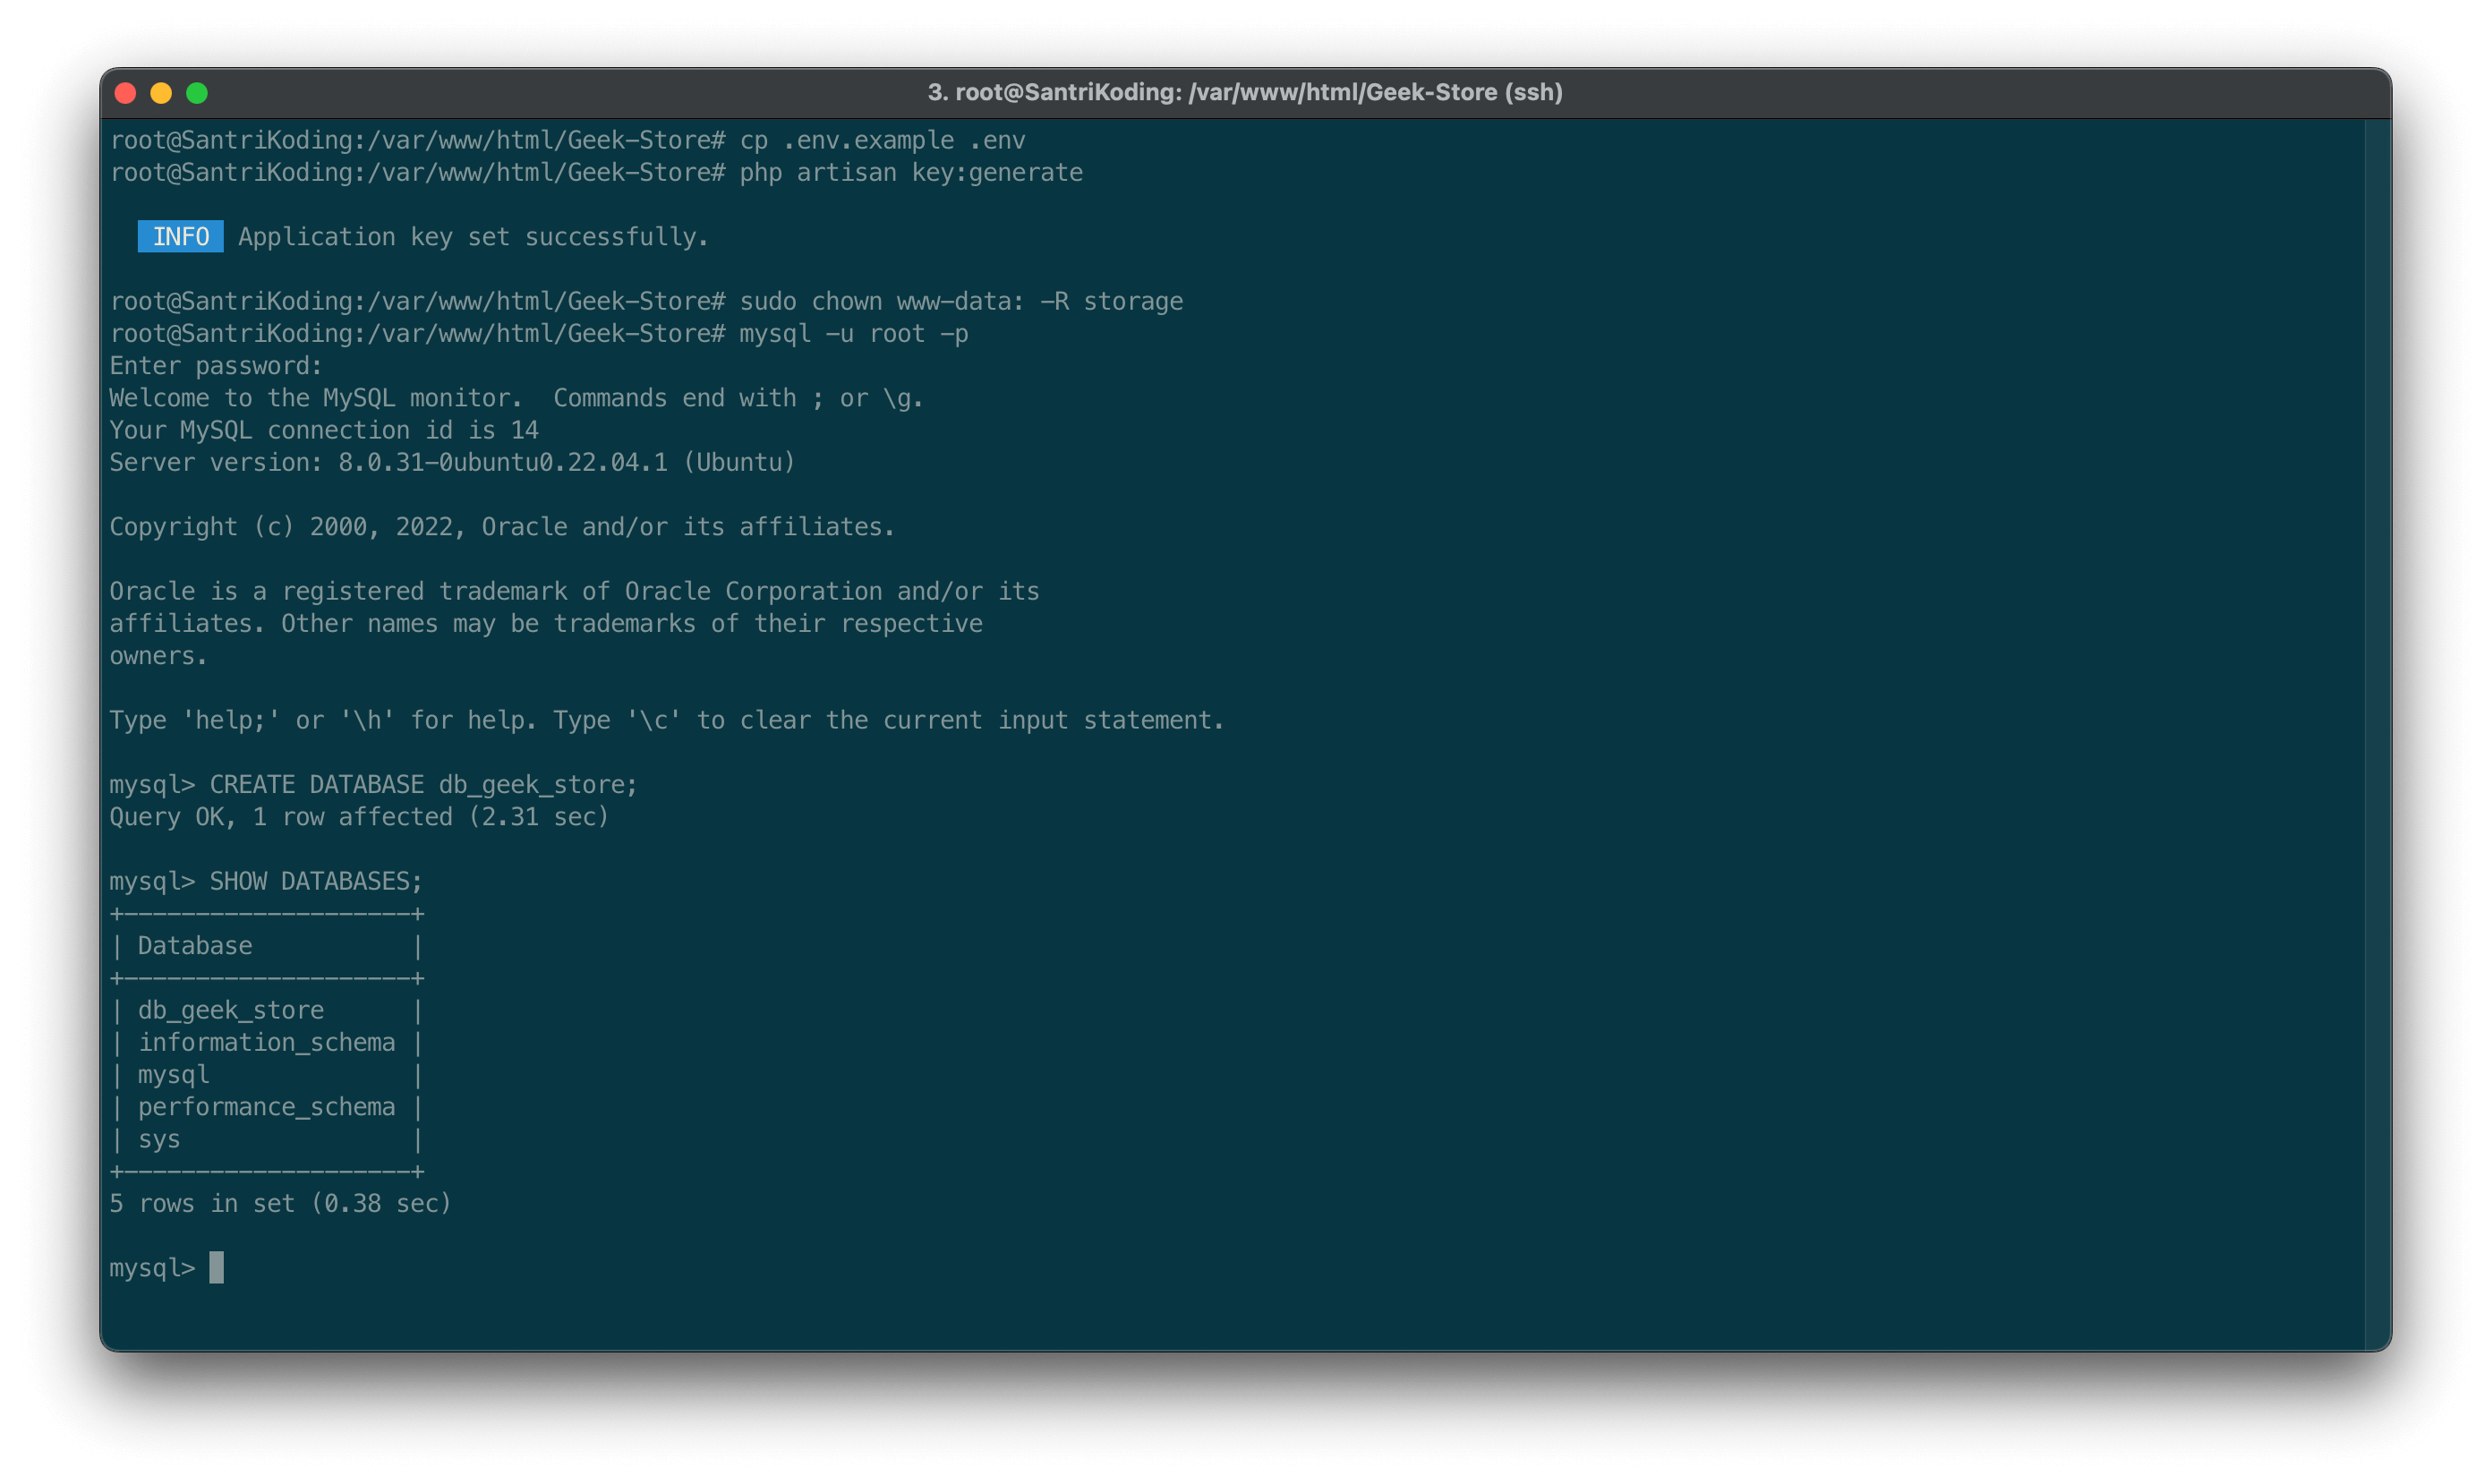 3. root@SantriKoding: /var/www/html/Geek-Store (ssh)
root@SantriKoding:/var/www/html/Geek-Store# cp .env.example .env
root@SantriKoding:/var/www/html/Geek-Store# php artisan key:generate
INFO Application key set successfully.
root@SantriKoding:/var/www/html/Geek-Store# sudo chown www-data: -R storage
root@SantriKoding:/var/www/html/Geek-Store# mysql -u root -p
Enter password:
Welcome to the MySQL monitor.  Commands end with ; or \g.
Your MySQL connection id is 14
Server version: 8.0.31-0ubuntu0.22.04.1 (Ubuntu)
Copyright (c) 2000, 2022, Oracle and/or its affiliates.
Oracle is a registered trademark of Oracle Corporation and/or its
affiliates. Other names may be trademarks of their respective
owners.
Type 'help;' or '\h' for help. Type '\c' to clear the current input statement.
mysql> CREATE DATABASE db_geek_store;
Query OK, 1 row affected (2.31 sec)
mysql> SHOW DATABASES;
+--------------------+
| Database           |
+--------------------+
| db_geek_store      |
| information_schema |
| mysql              |
| performance_schema |
| sys                |
+--------------------+
5 rows in set (0.38 sec)
mysql>